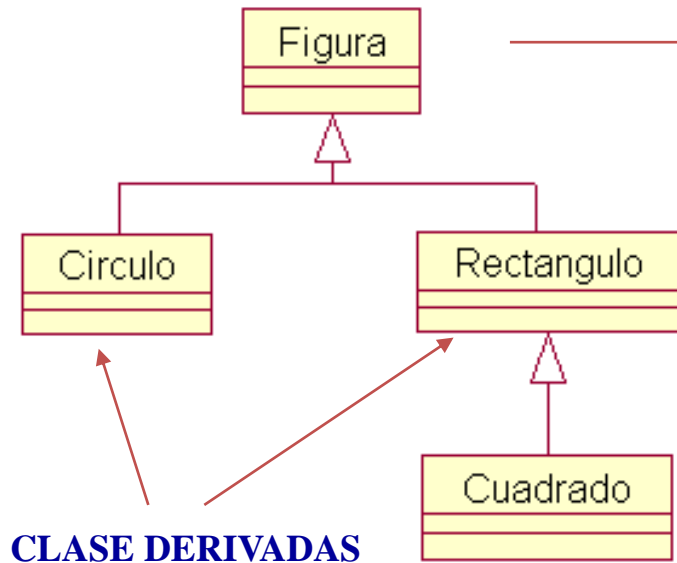 Figura
Circulo
Rectangulo
Cuadrado
CLASE DERIVADAS